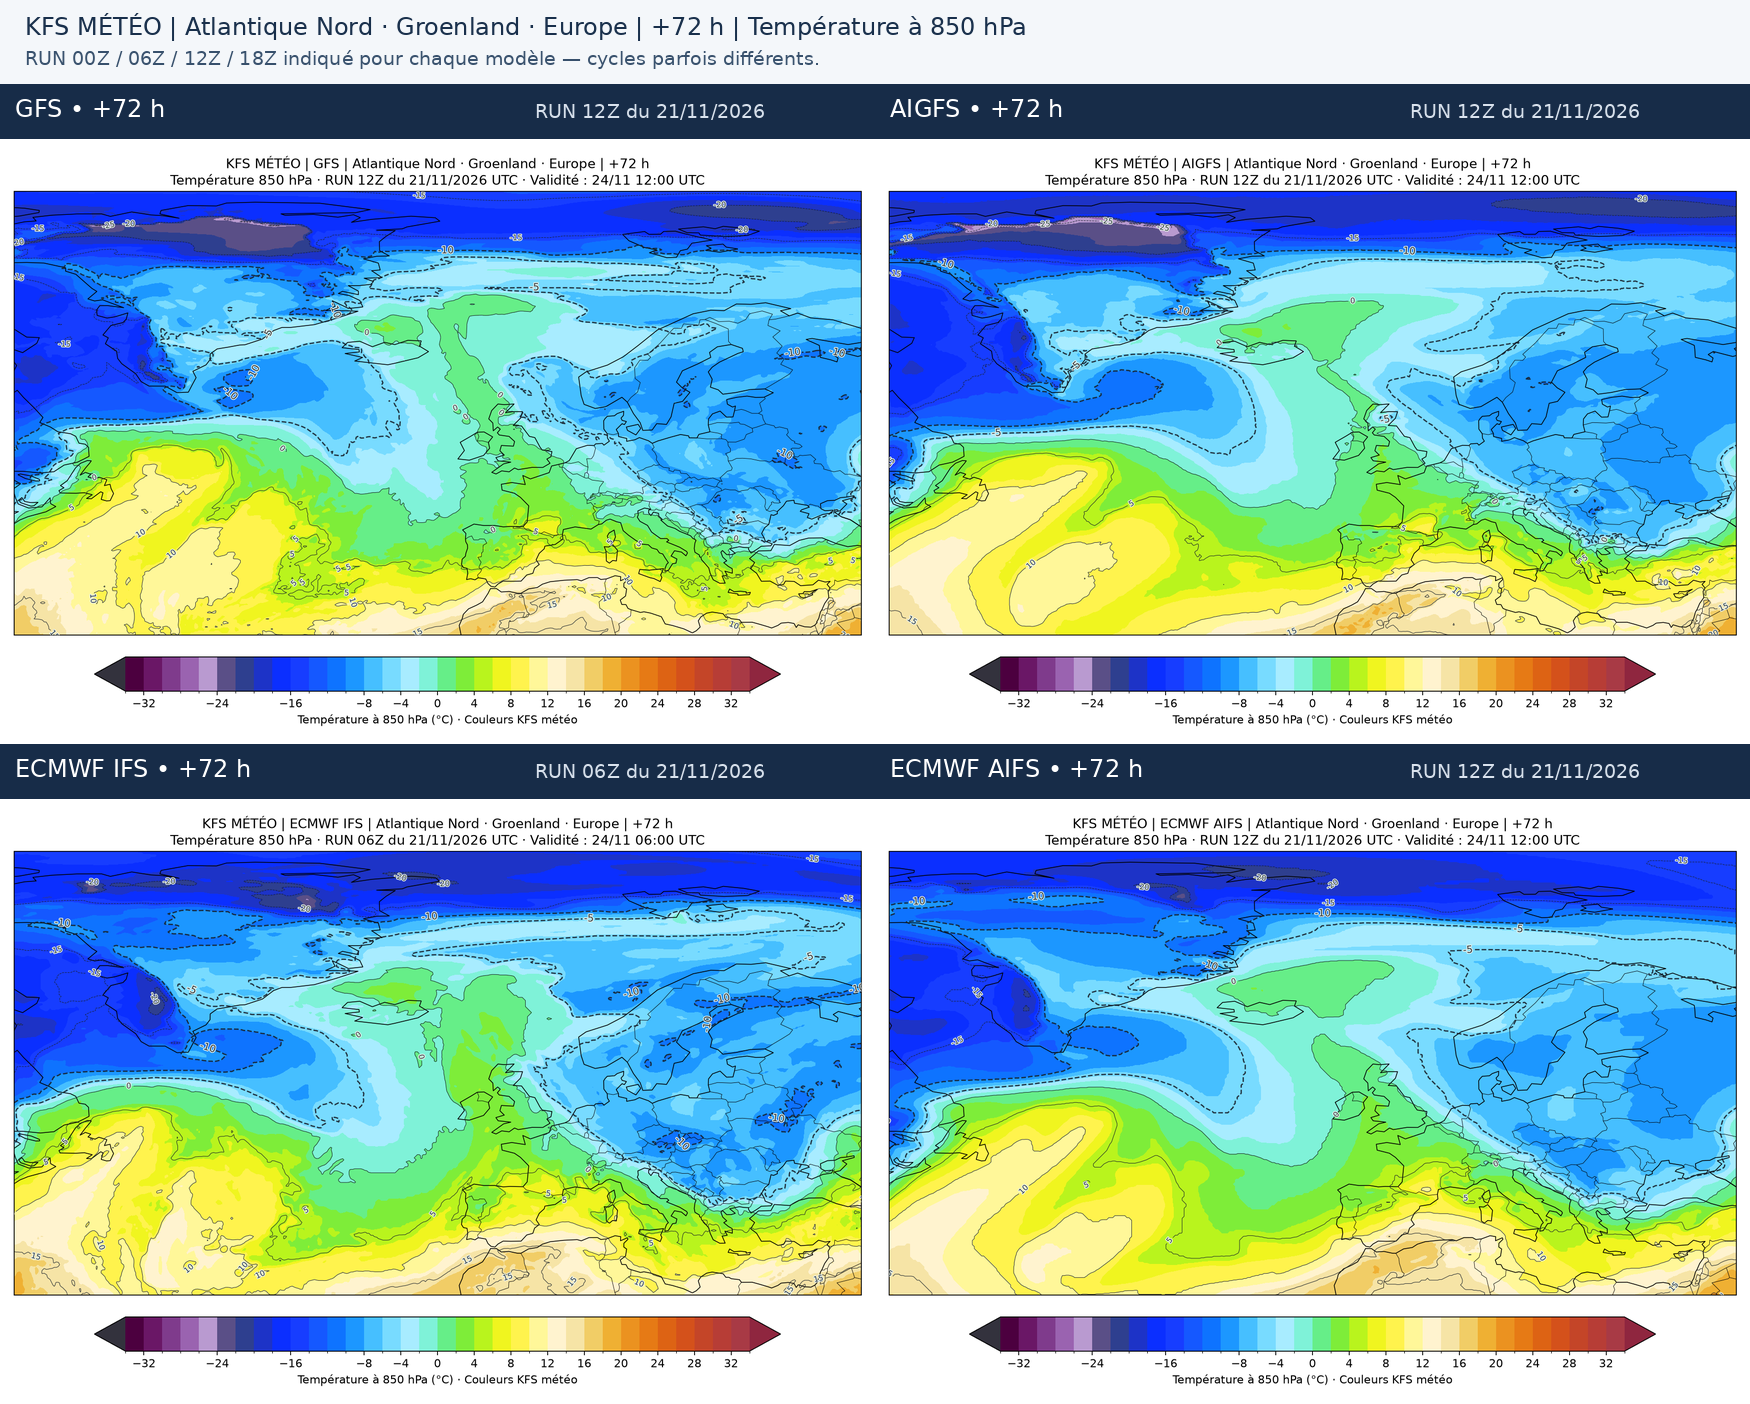 KFS MÉTÉO | Atlantique Nord · Groenland · Europe | +72 h | Température à 850 hPa
RUN 00Z / 06Z / 12Z / 18Z indiqué pour chaque modèle — cycles parfois différents.
GFS • +72 h
RUN 12Z du 21/11/2026
AIGFS • +72 h
RUN 12Z du 21/11/2026
KFS MÉTÉO | GFS | Atlantique Nord · Groenland · Europe | +72 h
Température 850 hPa · RUN 12Z du 21/11/2026 UTC · Validité : 24/11 12:00 UTC
KFS MÉTÉO | AIGFS | Atlantique Nord · Groenland · Europe | +72 h
Température 850 hPa · RUN 12Z du 21/11/2026 UTC · Validité : 24/11 12:00 UTC
−32 −24 −16 −8 −4 0 4 8 12 16 20 24 28 32
Température à 850 hPa (°C) · Couleurs KFS météo
−32 −24 −16 −8 −4 0 4 8 12 16 20 24 28 32
Température à 850 hPa (°C) · Couleurs KFS météo
ECMWF IFS • +72 h
RUN 06Z du 21/11/2026
ECMWF AIFS • +72 h
RUN 12Z du 21/11/2026
KFS MÉTÉO | ECMWF IFS | Atlantique Nord · Groenland · Europe | +72 h
Température 850 hPa · RUN 06Z du 21/11/2026 UTC · Validité : 24/11 06:00 UTC
KFS MÉTÉO | ECMWF AIFS | Atlantique Nord · Groenland · Europe | +72 h
Température 850 hPa · RUN 12Z du 21/11/2026 UTC · Validité : 24/11 12:00 UTC
−32 −24 −16 −8 −4 0 4 8 12 16 20 24 28 32
Température à 850 hPa (°C) · Couleurs KFS météo
−32 −24 −16 −8 −4 0 4 8 12 16 20 24 28 32
Température à 850 hPa (°C) · Couleurs KFS météo